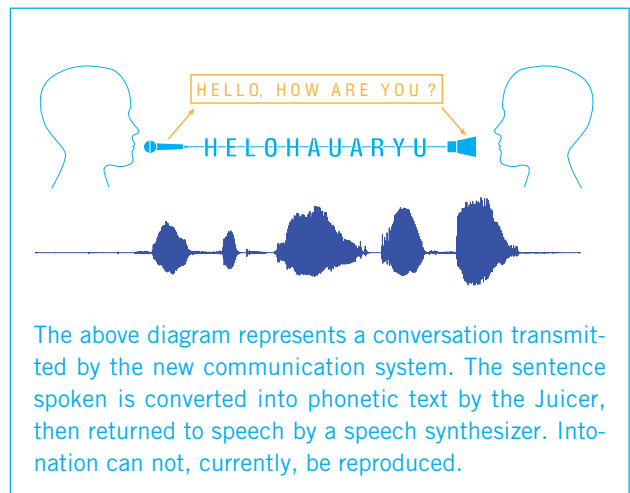 HELLO, HOW ARE YOU ?
HELOHAUARYU
The above diagram represents a conversation transmit-
ted by the new communication system. The sentence
spoken is converted into phonetic text by the Juicer,
then returned to speech by a speech synthesizer. Into-
nation can not, currently, be reproduced.